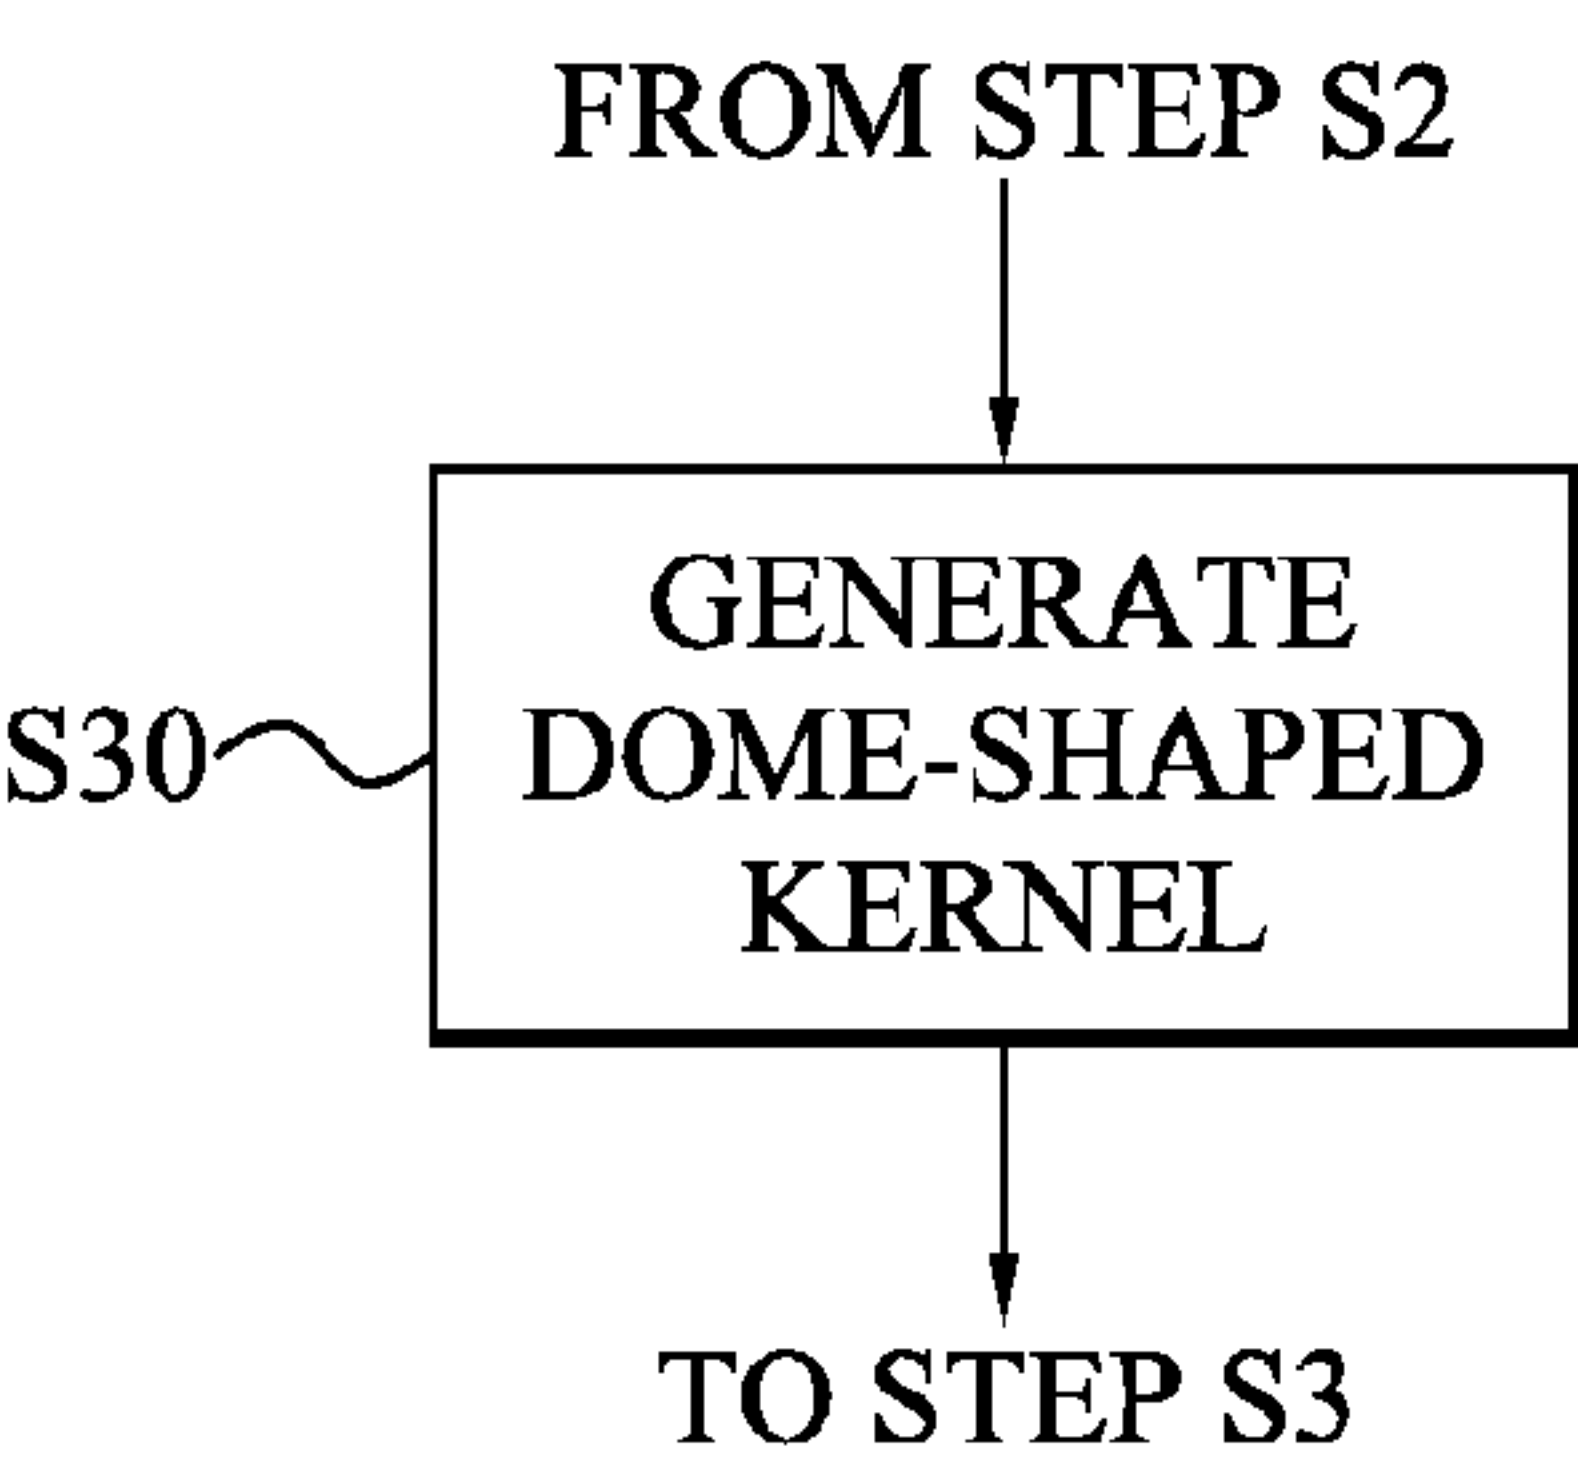 FROM STEP S2
GENERATE
DOME-SHAPED
KERNEL
S30
TO STEP S3